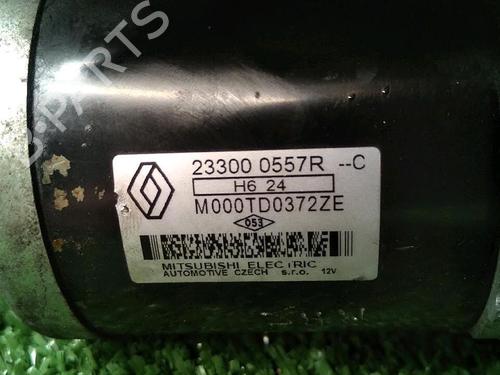 B-PARTS
23300 0557R --C
H6 24
M000TD0372ZE
053
MITSUBISHI ELECTRIC
AUTOMOTIVE CZECH s.r.o. 12V